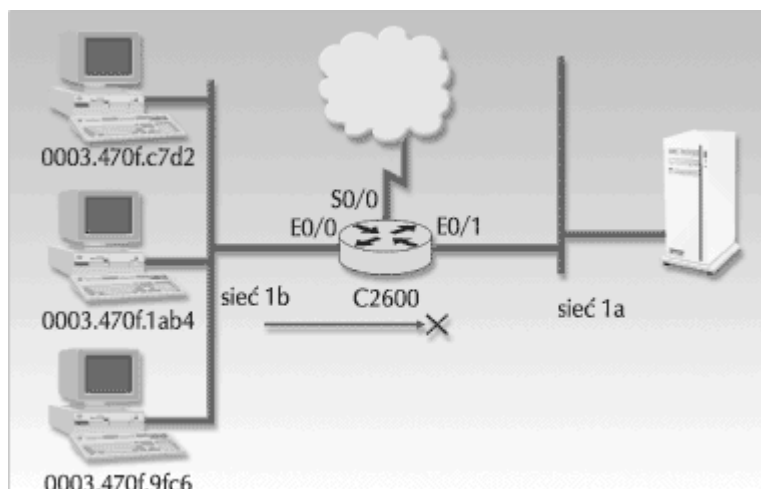 0003.470f.c7d2
S0/0
E0/0
E0/1
0003.470f.1ab4
sieć 1b
C2600
sieć 1a
0003.470f.9fc6